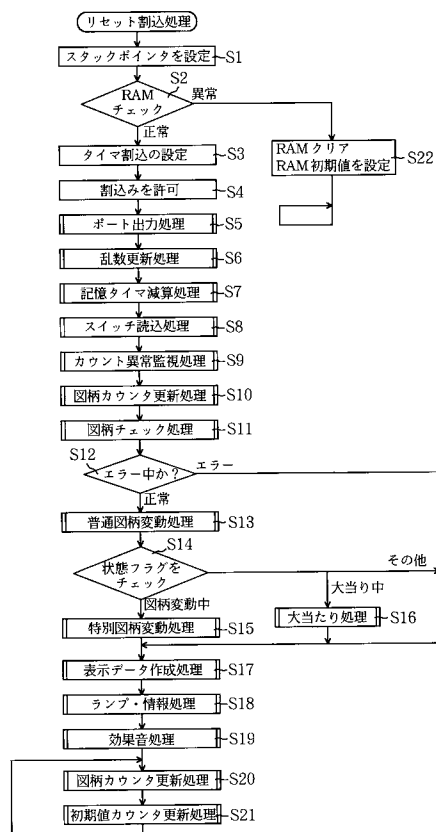 リセット割込処理
スタックポインタを設定
S1
S2
RAM
チェック
異常
正常
タイマ割込の設定
S3
RAMクリア
RAM初期値を設定
S22
割込みを許可
S4
ポート出力処理
S5
乱数更新処理
S6
記憶タイマ減算処理
S7
スイッチ読込処理
S8
カウント異常監視処理
S9
図柄カウンタ更新処理
S10
図柄チェック処理
S11
S12
エラー中か?
エラー
正常
普通図柄変動処理
S13
S14
状態フラグを
チェック
その他
大当り中
図柄変動中
特別図柄変動処理
S15
大当たり処理
S16
表示データ作成処理
S17
ランプ・情報処理
S18
効果音処理
S19
図柄カウンタ更新処理
S20
初期値カウンタ更新処理
S21